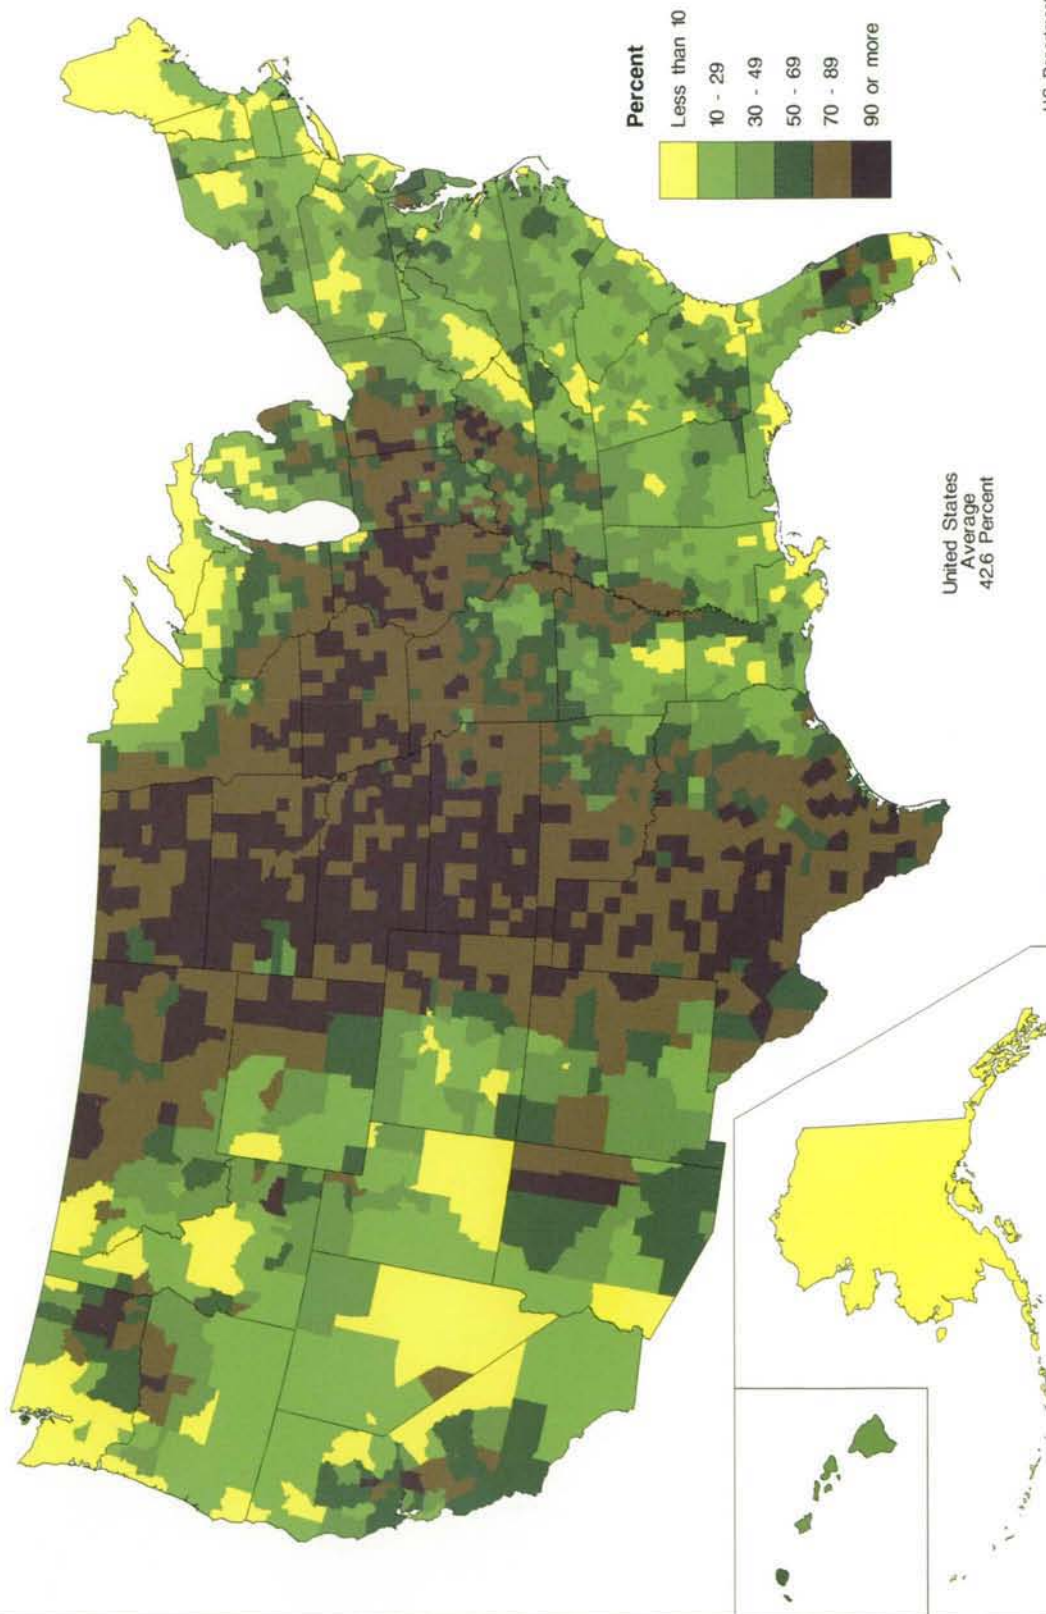 Percent
Less than 10
10 - 29
30 - 49
50 - 69
70 - 89
90 or more
United States
Average
42.6 Percent